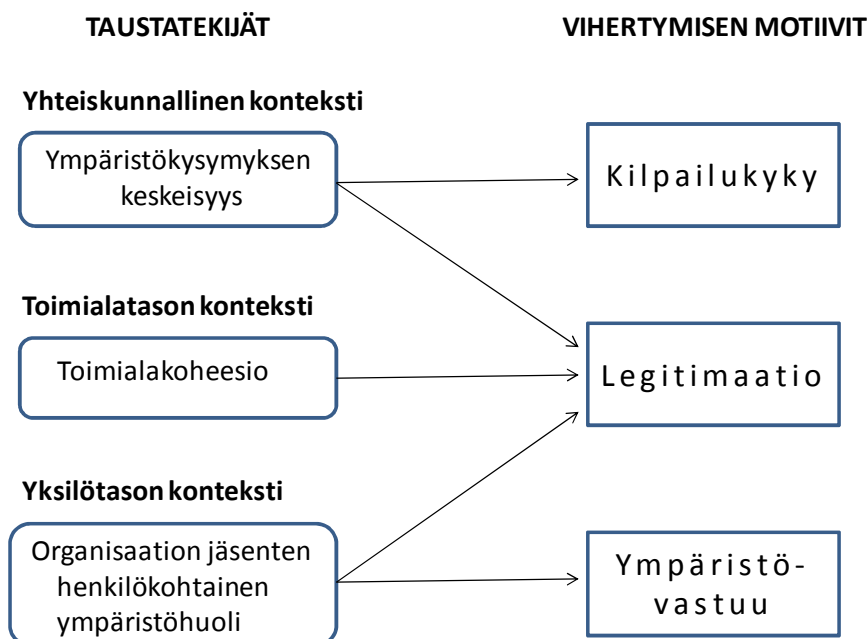 TAUSTATEKIJÄT
VIHERTYMISEN MOTIIVIT
Yhteiskunnallinen konteksti
Ympäristökysymyksen
keskeisyys
Kilpailukyky
Toimialatason konteksti
Toimialakoheesio
Legitimaatio
Yksilötason konteksti
Organisaation jäsenten
henkilökohtainen
ympäristöhuoli
Ympäristö-
vastuu